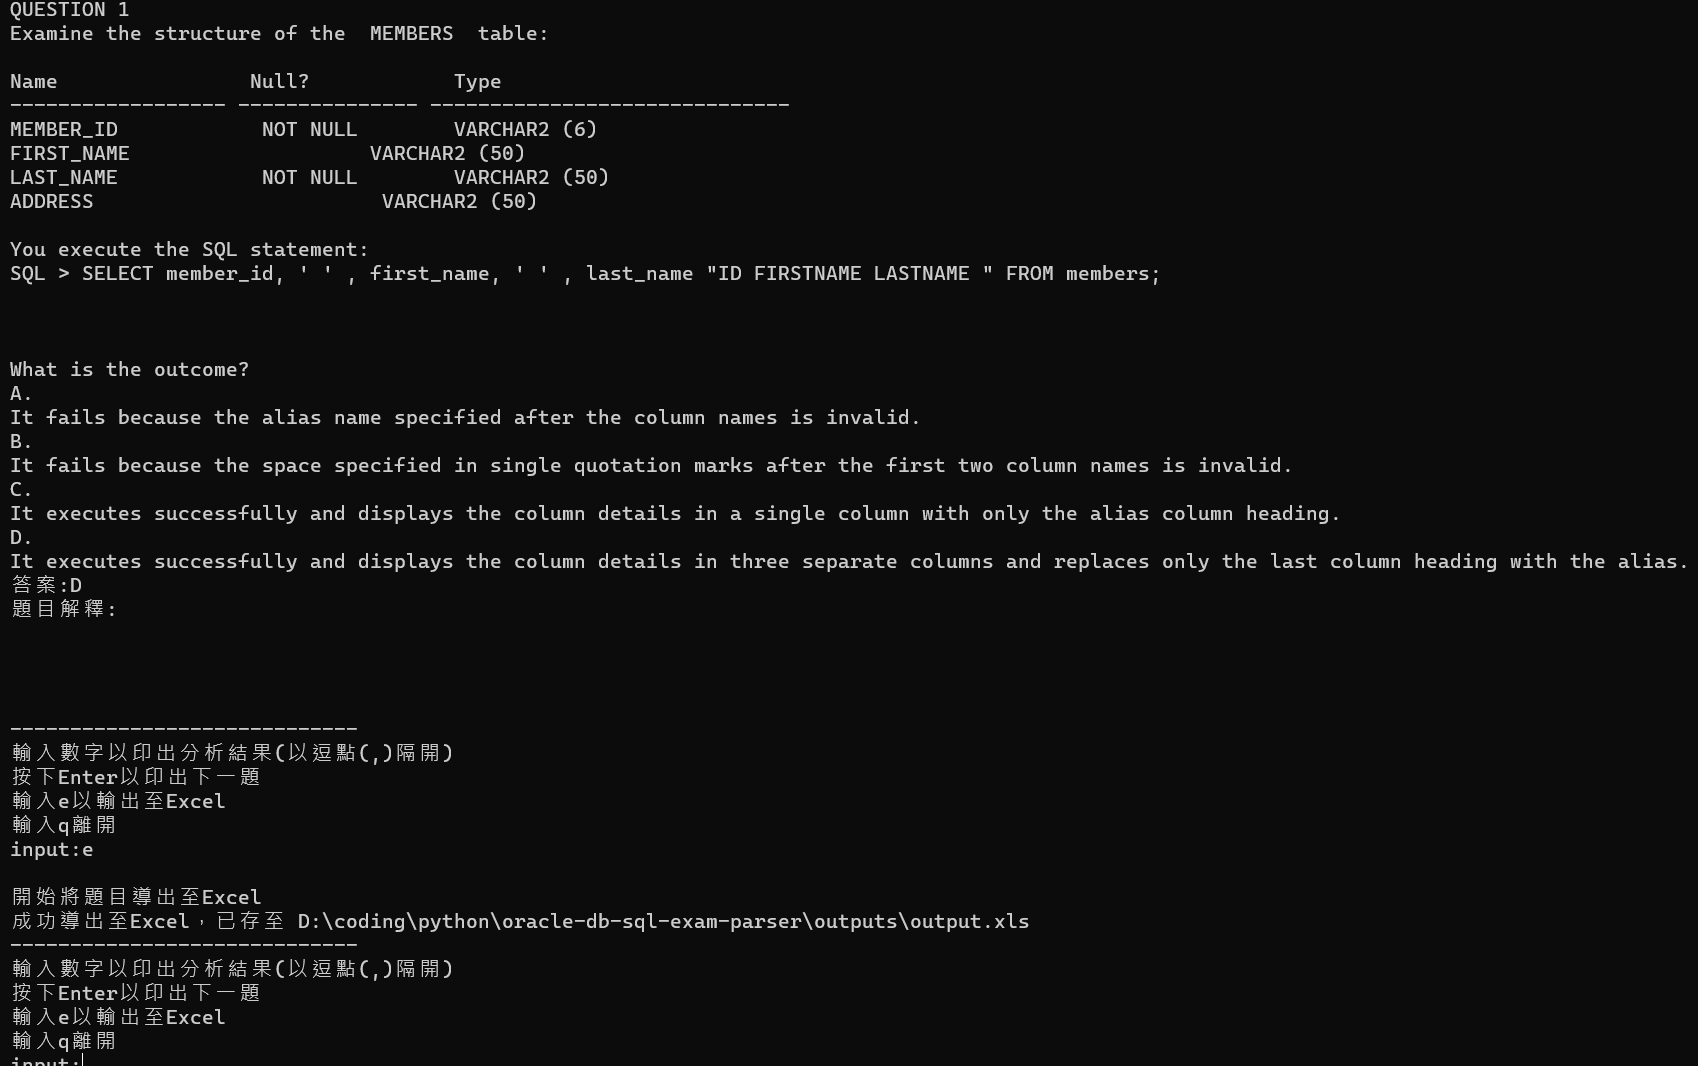 QUESTION 1
Examine the structure of the  MEMBERS  table:
Name                Null?            Type
------------------ --------------- ------------------------------
MEMBER_ID            NOT NULL        VARCHAR2 (6)
FIRST_NAME                    VARCHAR2 (50)
LAST_NAME            NOT NULL        VARCHAR2 (50)
ADDRESS                        VARCHAR2 (50)
You execute the SQL statement:
SQL > SELECT member_id, ' ' , first_name, ' ' , last_name "ID FIRSTNAME LASTNAME " FROM members;
What is the outcome?
A.
It fails because the alias name specified after the column names is invalid.
B.
It fails because the space specified in single quotation marks after the first two column names is invalid.
C.
It executes successfully and displays the column details in a single column with only the alias column heading.
D.
It executes successfully and displays the column details in three separate columns and replaces only the last column heading with the alias.
答案:D
題目解釋:
-----------------------------
輸入數字以印出分析結果(以逗點(,)隔開)
按下Enter以印出下一題
輸入e以輸出至Excel
輸入q離開
input:e
開始將題目導出至Excel
成功導出至Excel，已存至 D:\coding\python\oracle-db-sql-exam-parser\outputs\output.xls
-----------------------------
輸入數字以印出分析結果(以逗點(,)隔開)
按下Enter以印出下一題
輸入e以輸出至Excel
輸入q離開
input: